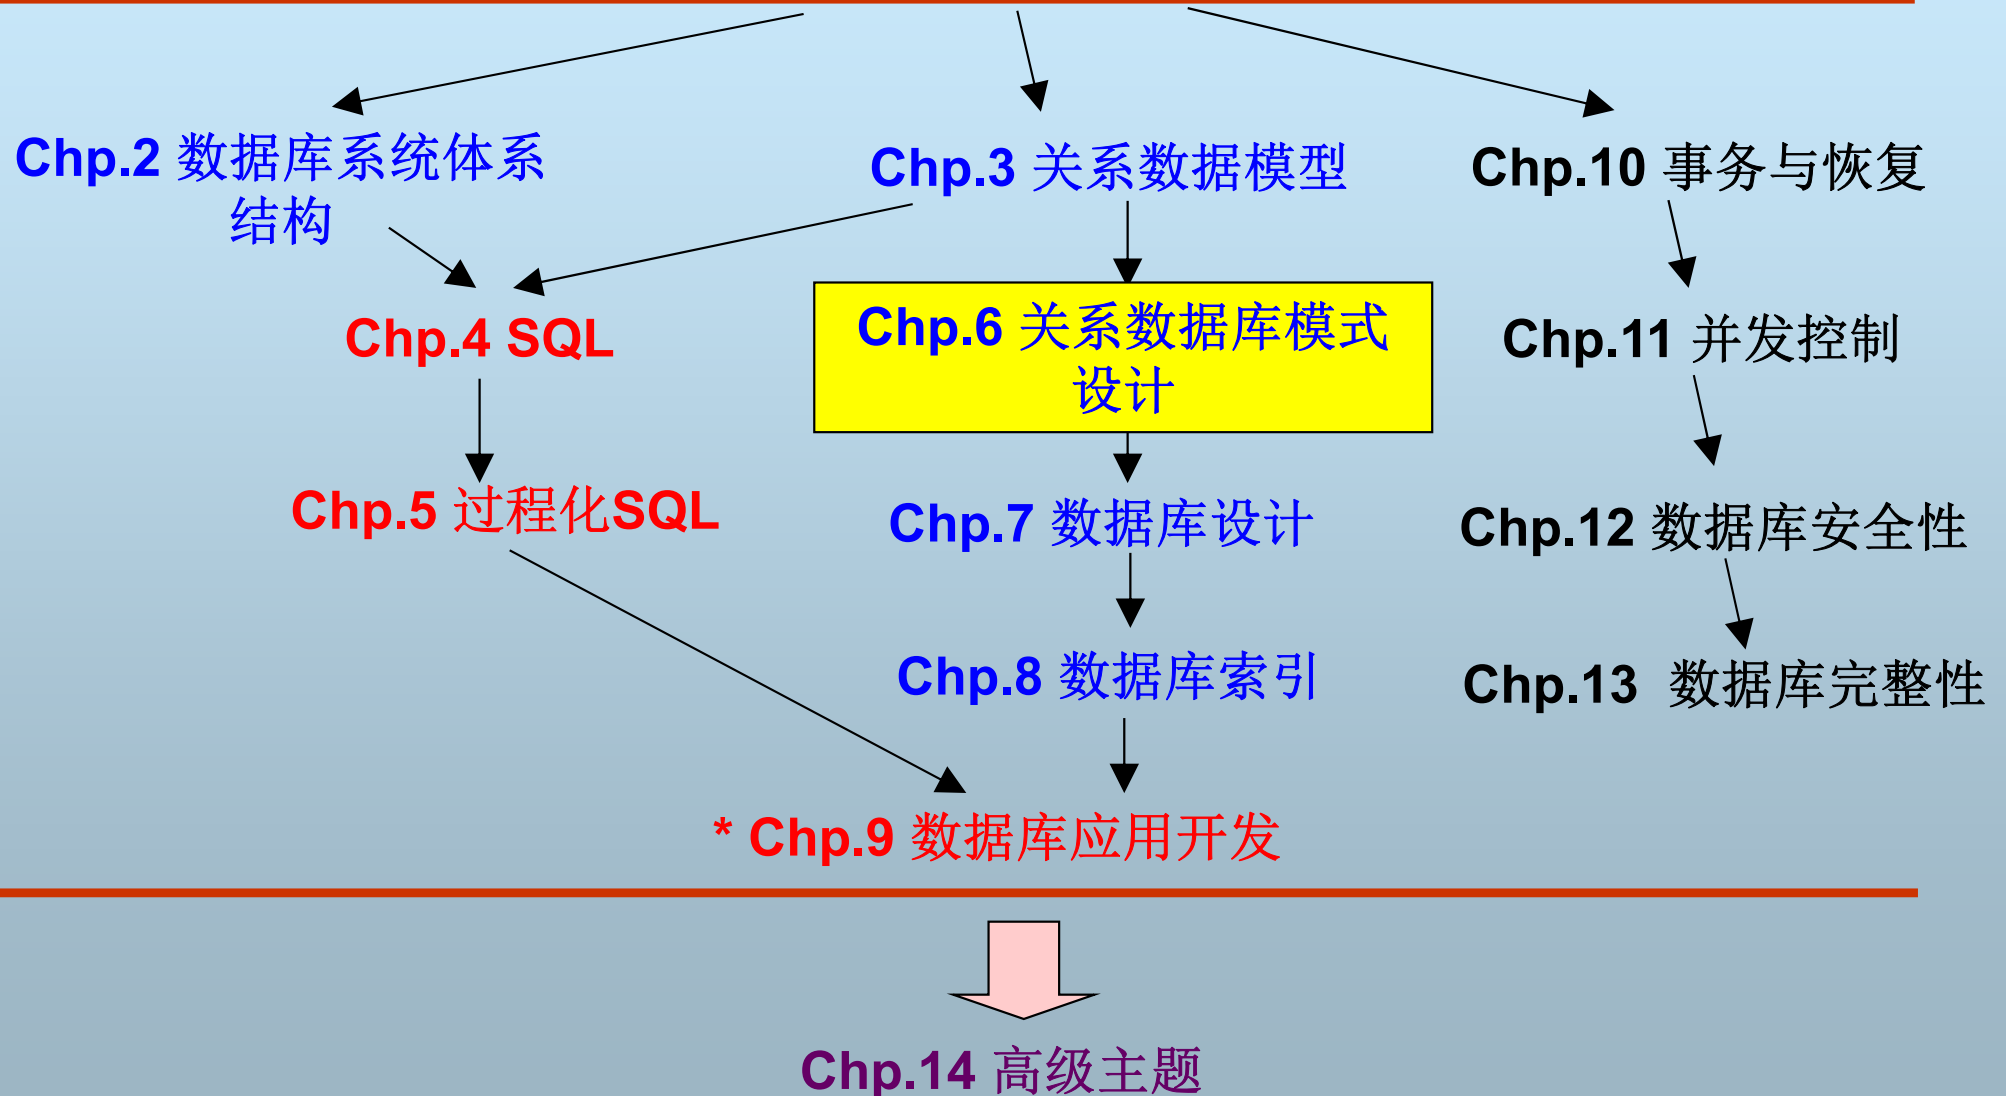 Chp.2 数据库系统体系
结构
Chp.3 关系数据模型
Chp.10 事务与恢复
Chp.4 SQL
Chp.6 关系数据库模式
设计
Chp.11 并发控制
Chp.5 过程化SQL
Chp.7 数据库设计
Chp.12 数据库安全性
Chp.8 数据库索引
Chp.13 数据库完整性
* Chp.9 数据库应用开发
Chp.14 高级主题